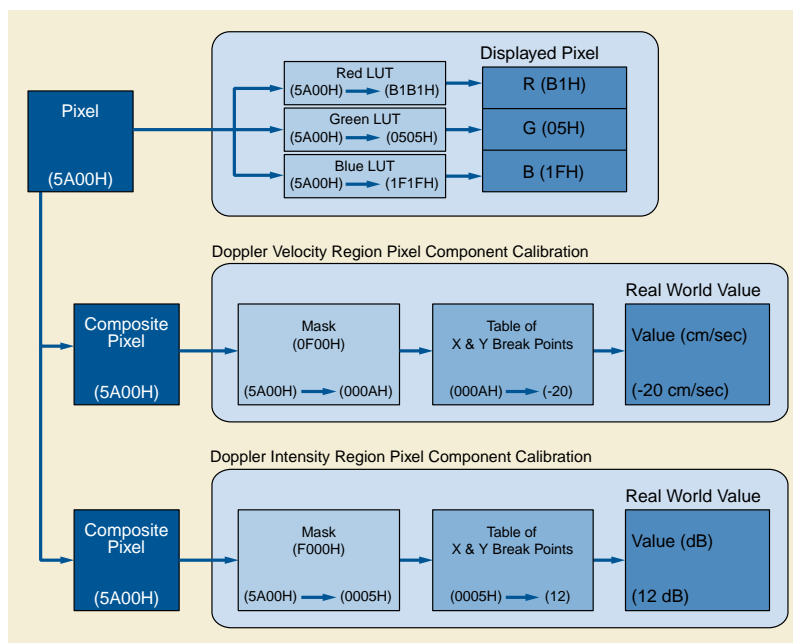 Pixel
(5A00H)
Red LUT
(5A00H) (B1B1H)
Green LUT
(5A00H) (0505H)
Blue LUT
(5A00H) (1F1FH)
Displayed Pixel
R (B1H)
G (05H)
B (1FH)
Doppler Velocity Region Pixel Component Calibration
Composite
Pixel
(5A00H)
Mask
(0F00H)
(5A00H) (000AH)
Table of
X & Y Break Points
(000AH) (-20)
Real World Value
Value (cm/sec)
(-20 cm/sec)
Doppler Intensity Region Pixel Component Calibration
Composite
Pixel
(5A00H)
Mask
(F000H)
(5A00H) (0005H)
Table of
X & Y Break Points
(0005H) (12)
Real World Value
Value (dB)
(12 dB)